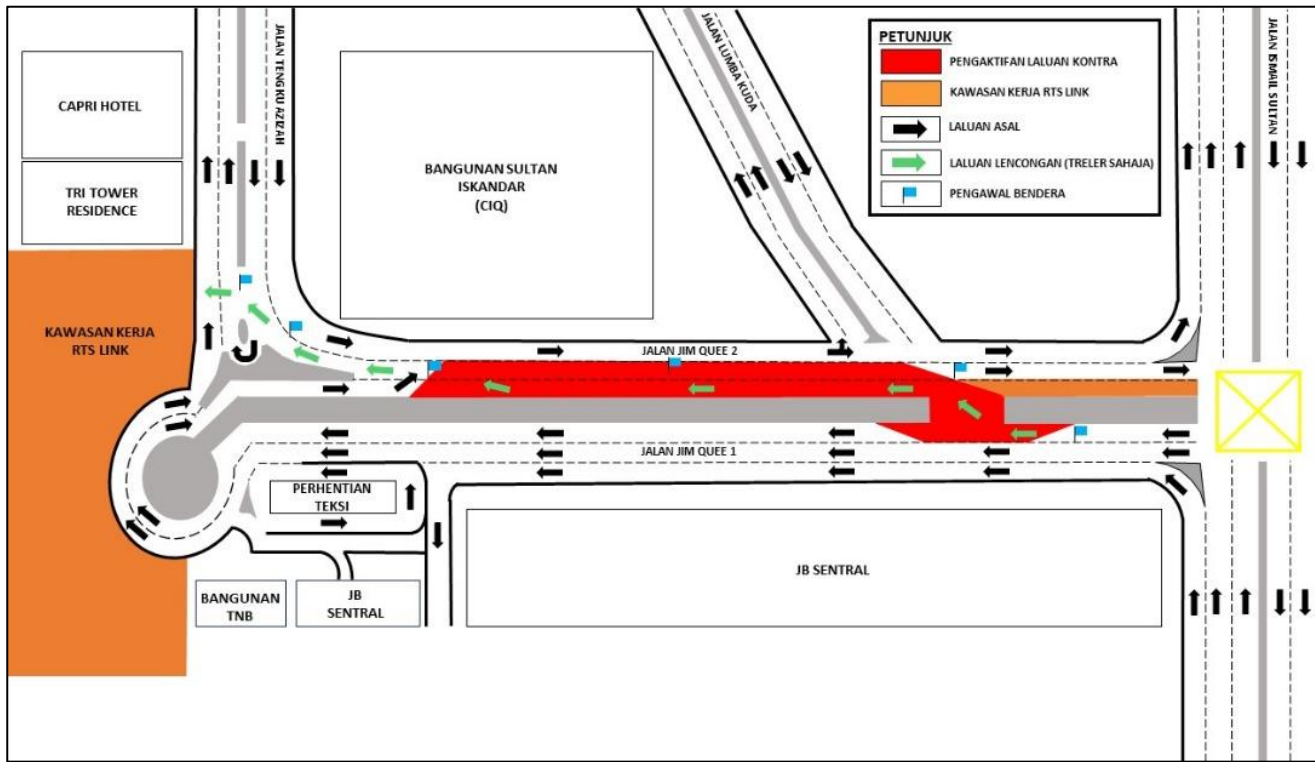 JALAN TENGKU AZIZAH
JALAN LUMBA KUDA
JALAN ISMAIL SULTAN
PETUNJUK
PENGAKTIFAN LALUAN KONTRA
KAWASAN KERJA RTS LINK
LALUAN ASAL
LALUAN LENCONGAN (TRELER SAHAJA)
PENGAWAL BENDERA
CAPRI HOTEL
TRI TOWER
RESIDENCE
BANGUNAN SULTAN
ISKANDAR
(CIQ)
KAWASAN KERJA
RTS LINK
JALAN JIM QUEE 2
JALAN JIM QUEE 1
PERHENTIAN
TEKSI
BANGUNAN
TNB
JB
SENTRAL
JB SENTRAL